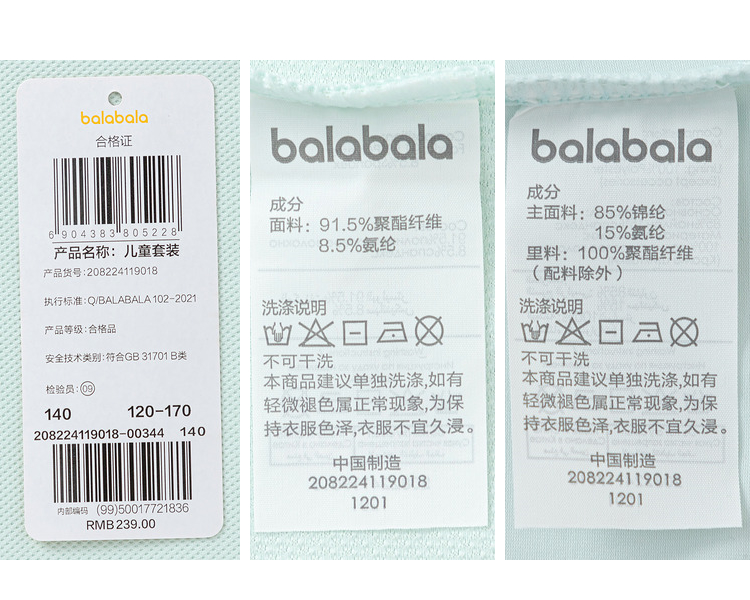 balabala
合格证
6 904383 805228
产品名称：儿童套装
产品货号：208224119018
执行标准：Q/BALABALA 102-2021
产品等级：合格品
安全技术类别：符合GB 31701 B类
检验员：09
140 120-170
208224119018-00344 140
内部编码 (99)50017721836
RMB239.00
balabala
成分
面料：91.5%聚酯纤维
8.5%氨纶
洗涤说明
不可干洗
本商品建议单独洗涤,如有
轻微褪色属正常现象,为保
持衣服色泽,衣服不宜久浸。
中国制造
208224119018
1201
balabala
成分
主面料：85%锦纶
15%氨纶
里料：100%聚酯纤维
（配料除外）
洗涤说明
不可干洗
本商品建议单独洗涤,如有
轻微褪色属正常现象,为保
持衣服色泽,衣服不宜久浸。
中国制造
208224119018
1201